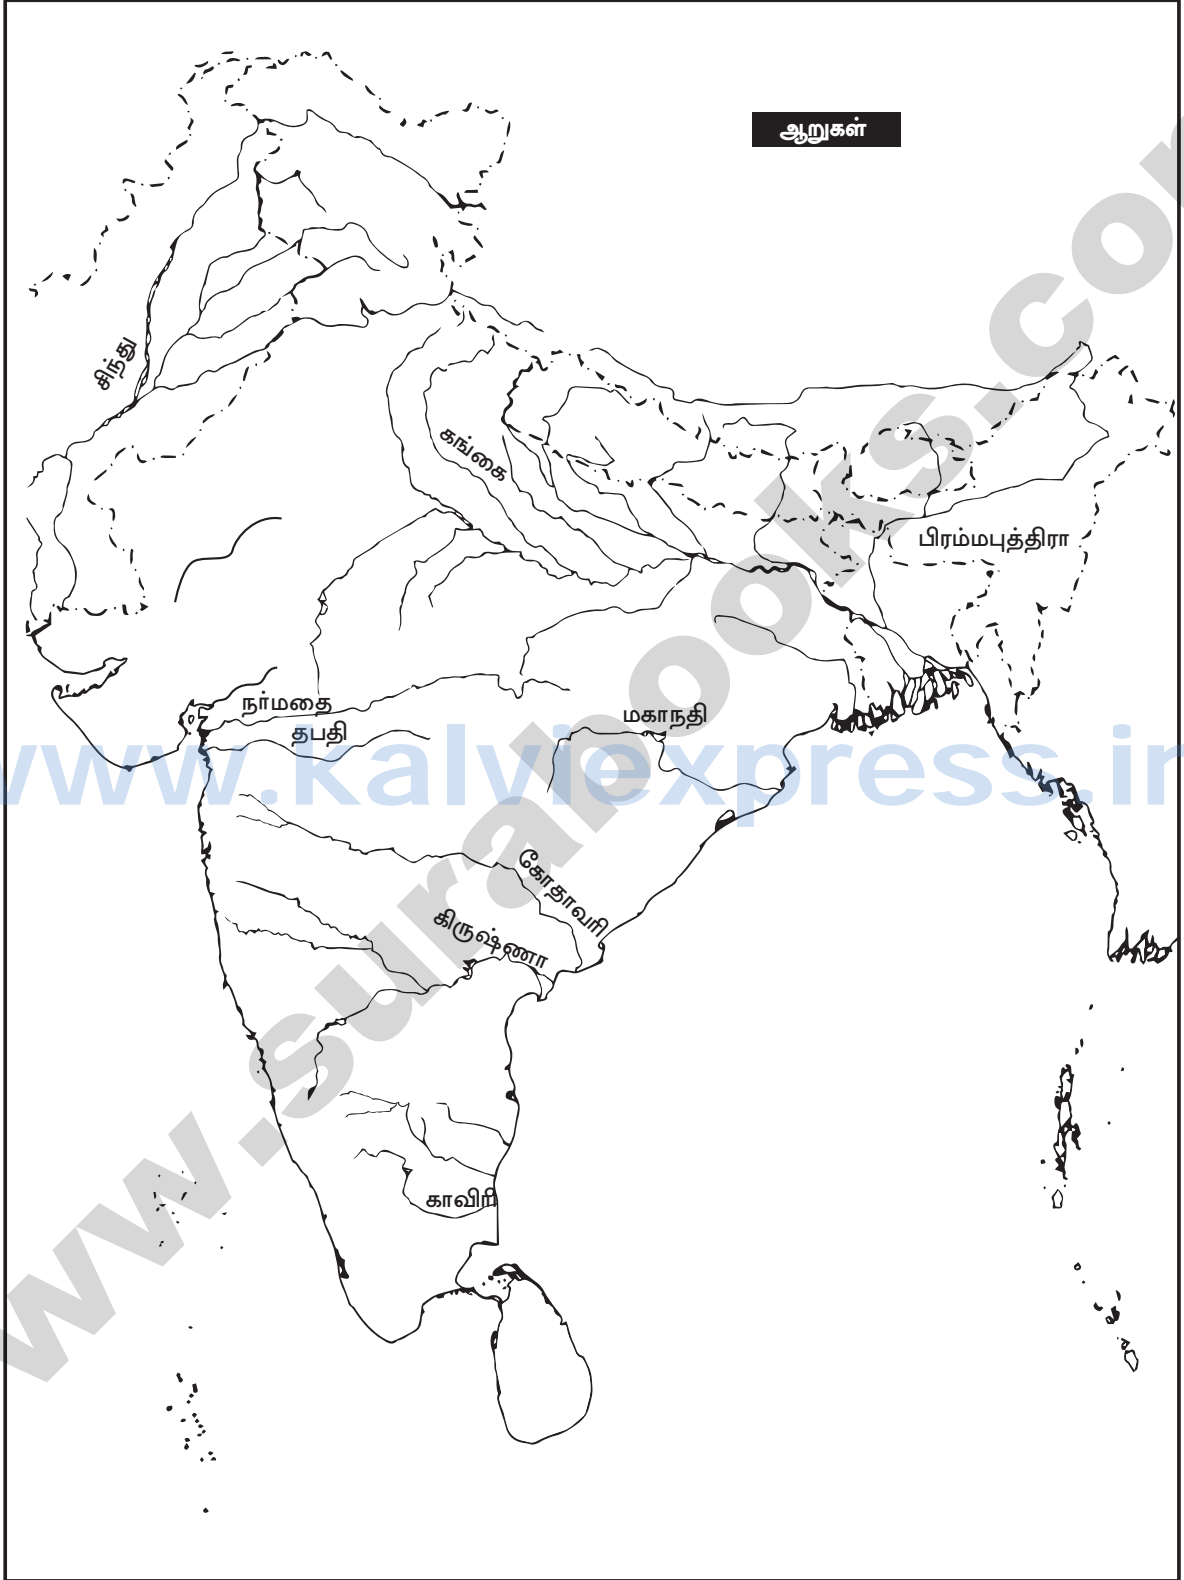 ஆறுகள்
சிந்து
கங்கை
பிரம்மபுத்திரா
நர்மதை
தபதி
மகாநதி
கோதாவரி
கிருஷ்ணா
காவிரி
www.kalviexpress.in
www.surabooks.com